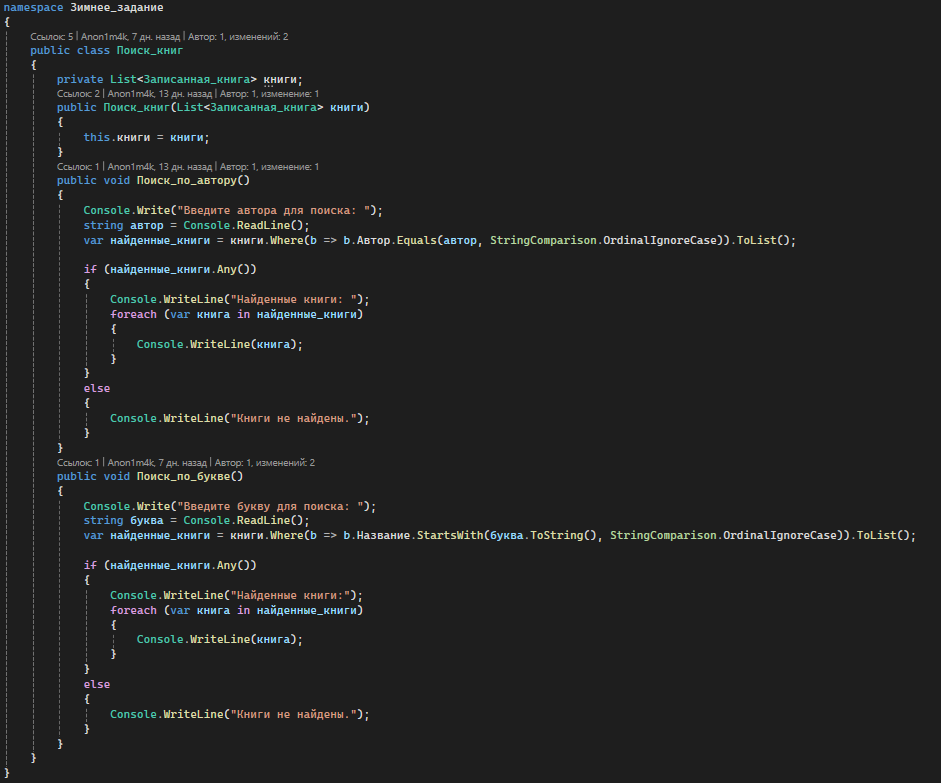 namespace Зимнее_задание
{
Ссылок: 5 | Anon1m4k, 7 дн. назад | Автор: 1, изменений: 2
public class Поиск_книг
{
private List<Записанная_книга> книги;
Ссылок: 2 | Anon1m4k, 13 дн. назад | Автор: 1, изменение: 1
public Поиск_книг(List<Записанная_книга> книги)
{
this.книги = книги;
}
Ссылок: 1 | Anon1m4k, 13 дн. назад | Автор: 1, изменение: 1
public void Поиск_по_автору()
{
Console.Write("Введите автора для поиска: ");
string автор = Console.ReadLine();
var найденные_книги = книги.Where(b => b.Автор.Equals(автор, StringComparison.OrdinalIgnoreCase)).ToList();
if (найденные_книги.Any())
{
Console.WriteLine("Найденные книги: ");
foreach (var книга in найденные_книги)
{
Console.WriteLine(книга);
}
}
else
{
Console.WriteLine("Книги не найдены.");
}
}
Ссылок: 1 | Anon1m4k, 7 дн. назад | Автор: 1, изменений: 2
public void Поиск_по_букве()
{
Console.Write("Введите букву для поиска: ");
string буква = Console.ReadLine();
var найденные_книги = книги.Where(b => b.Название.StartsWith(буква.ToString(), StringComparison.OrdinalIgnoreCase)).ToList();
if (найденные_книги.Any())
{
Console.WriteLine("Найденные книги:");
foreach (var книга in найденные_книги)
{
Console.WriteLine(книга);
}
}
else
{
Console.WriteLine("Книги не найдены.");
}
}
}
}